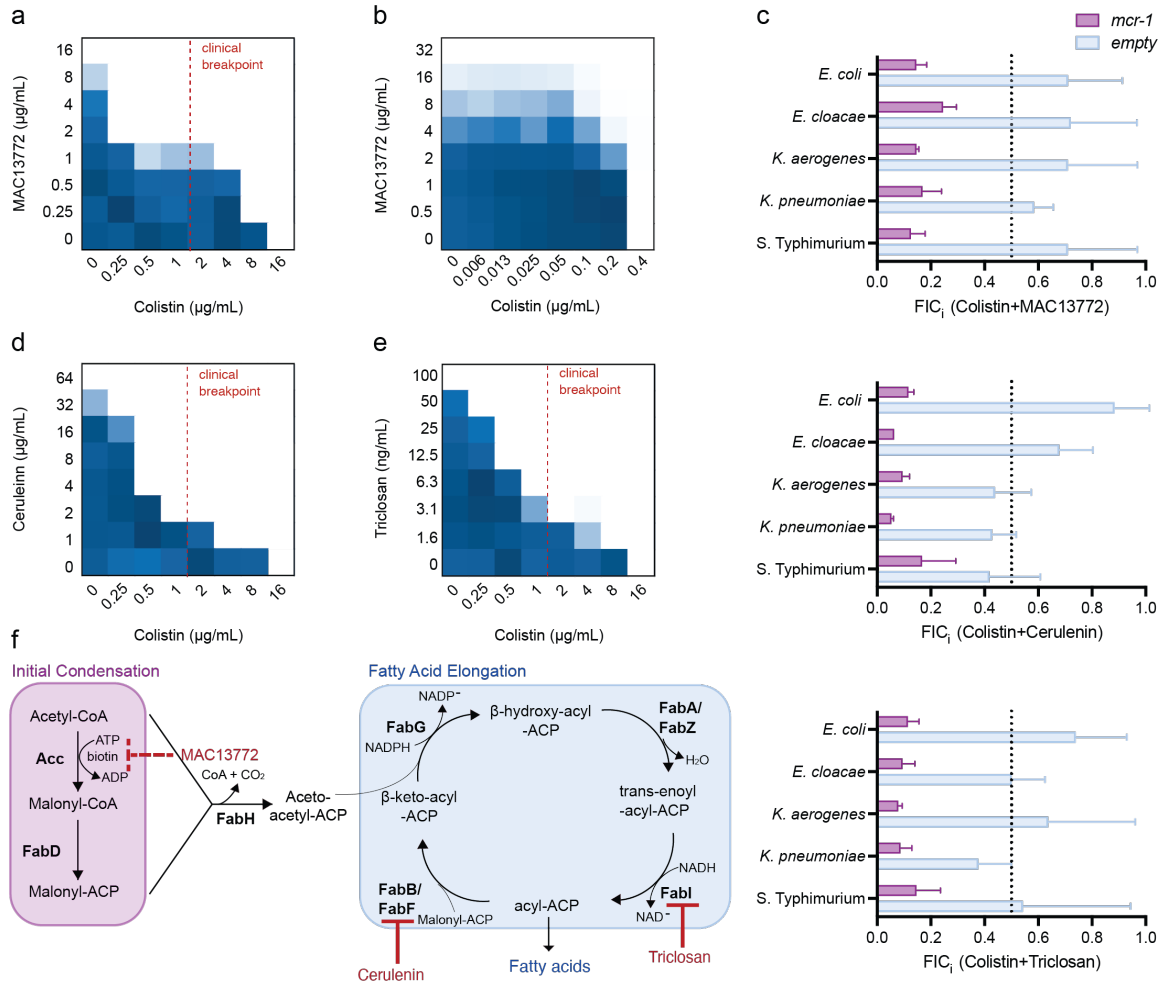 a
16
8
4
2
1
0.5
0.25
0
MAC13772 (µg/mL)
clinical
breakpoint
0
0.25
0.5
1
2
4
8
16
Colistin (µg/mL)
b
32
16
8
4
2
1
0.5
0
MAC13772 (µg/mL)
0
0.006
0.013
0.025
0.05
0.1
0.2
0.4
Colistin (µg/mL)
c
mcr-1
empty
E. coli
E. cloacae
K. aerogenes
K. pneumoniae
S. Typhimurium
0.0 0.2 0.4 0.6 0.8 1.0
FICi (Colistin+MAC13772)
E. coli
E. cloacae
K. aerogenes
K. pneumoniae
S. Typhimurium
0.0 0.2 0.4 0.6 0.8 1.0
FICi (Colistin+Cerulenin)
E. coli
E. cloacae
K. aerogenes
K. pneumoniae
S. Typhimurium
0.0 0.2 0.4 0.6 0.8 1.0
FICi (Colistin+Triclosan)
d
64
32
16
8
4
2
1
0
Ceruleinn (µg/mL)
clinical
breakpoint
0
0.25
0.5
1
2
4
8
16
Colistin (µg/mL)
e
100
50
25
12.5
6.3
3.1
1.6
0
Triclosan (ng/mL)
clinical
breakpoint
0
0.25
0.5
1
2
4
8
16
Colistin (µg/mL)
f
Initial Condensation
Acetyl-CoA
Acc
ATP
biotin
ADP
Malonyl-CoA
FabD
Malonyl-ACP
MAC13772
CoA + CO₂
FabH
Aceto-
acetyl-ACP
Fatty Acid Elongation
NADP⁻
FabG
NADPH
β-hydroxy-acyl
-ACP
FabA/
FabZ
H₂O
β-keto-acyl
-ACP
trans-enoyl
-acyl-ACP
NADH
FabI
NAD⁻
FabB/
FabF
Malonyl-ACP
acyl-ACP
Cerulenin
Fatty acids
Triclosan